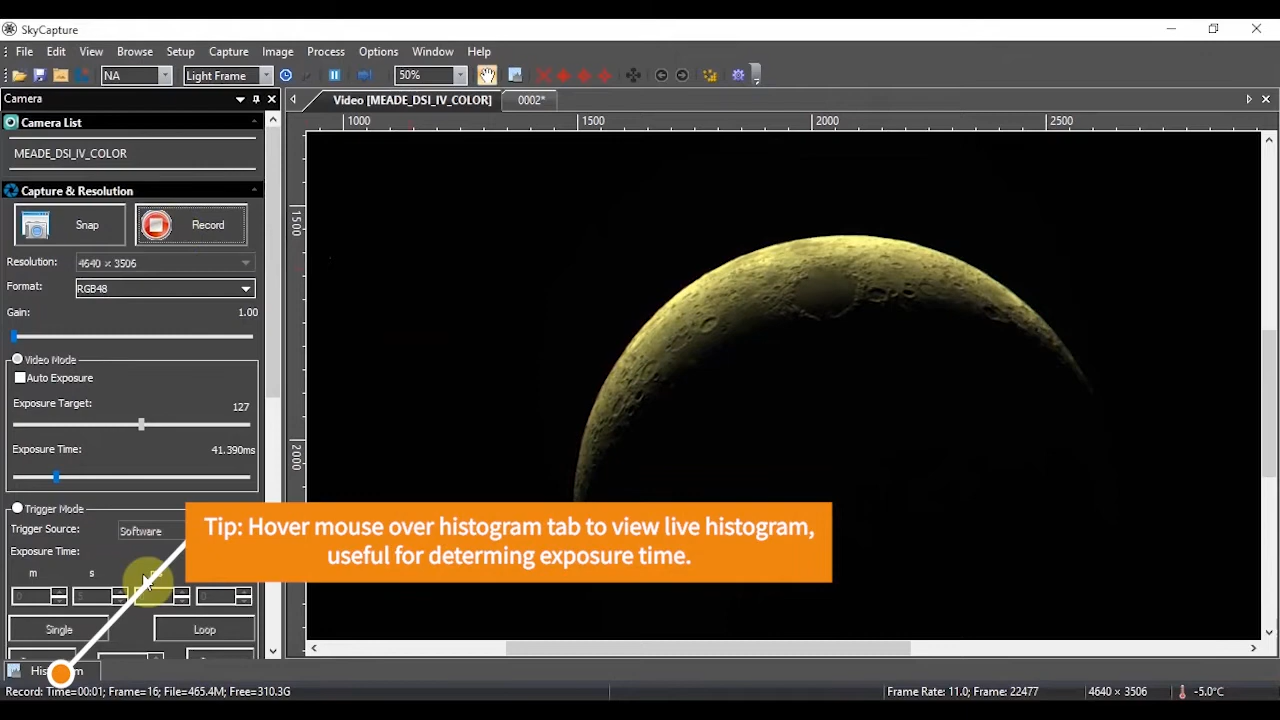 SkyCapture
File Edit View Browse Setup Capture Image Process Options Window Help
NA Light Frame 50%
Camera
Video [MEADE_DSI_IV_COLOR] 0002*
1000 1500 2000 2500
Camera List
MEADE_DSI_IV_COLOR
Capture & Resolution
1500
Snap Record
Resolution: 4640 × 3506
Format: RGB48
Gain: 1.00
Video Mode
Auto Exposure
Exposure Target: 127
Exposure Time: 41.390ms
2000
Trigger Mode
Trigger Source: Software
Exposure Time:
Tip: Hover mouse over histogram tab to view live histogram,
useful for determing exposure time.
m s
0 5 0
Single Loop
Record: Time=00:01; Frame=16; File=465.4M; Free=310.3G
Frame Rate: 11.0; Frame: 22477 4640 × 3506 -5.0°C